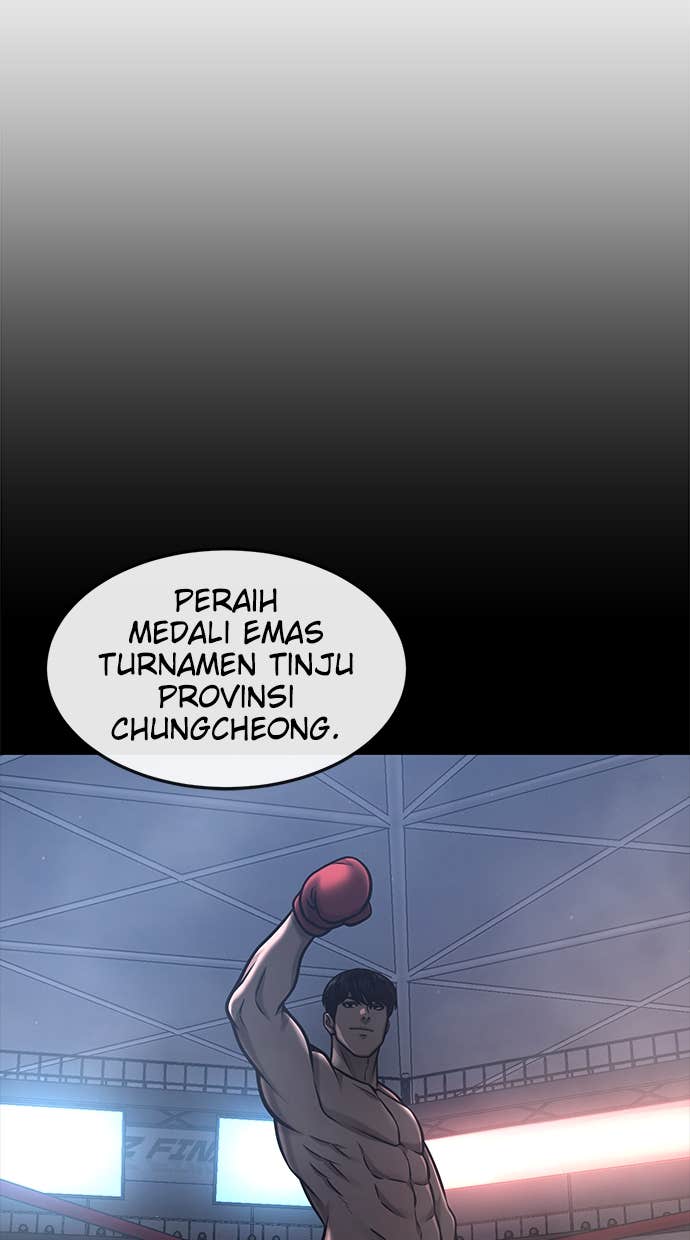 PERAIH
MEDALI EMAS
TURNAMEN TINJU
PROVINSI
CHUNGCHEONG.